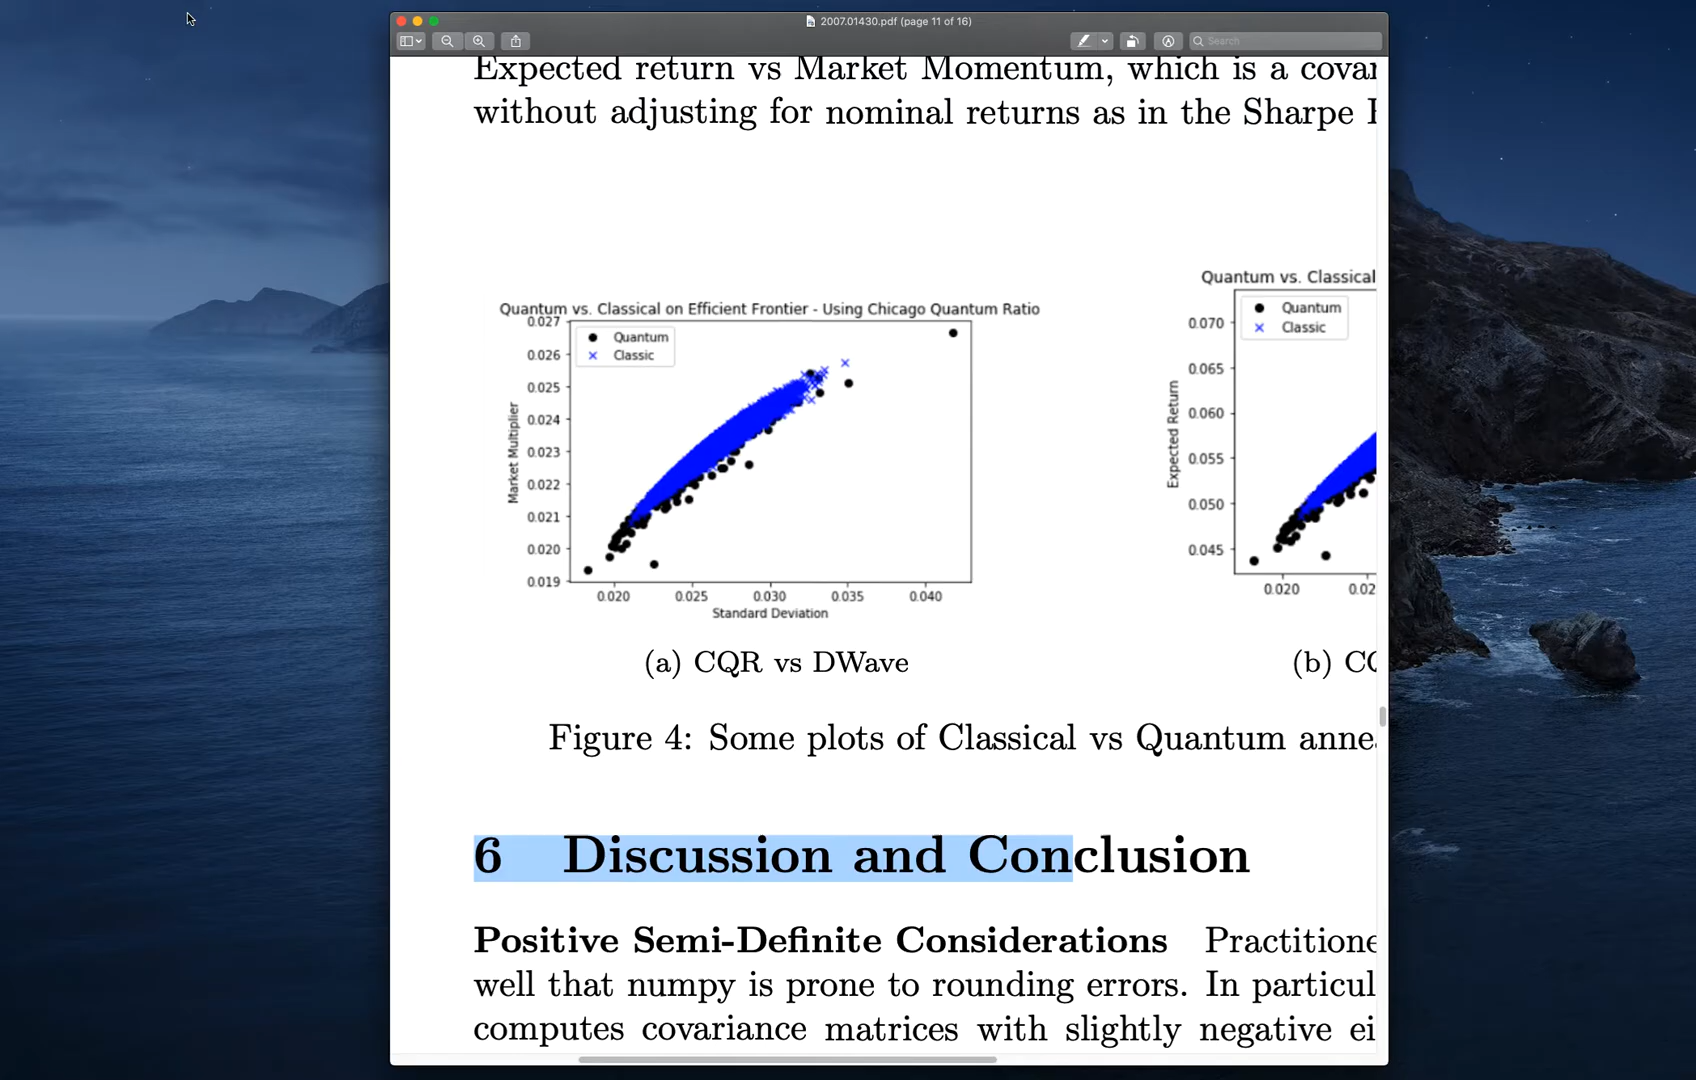 2007.01430.pdf (page 11 of 16)
Search
Expected return vs Market Momentum, which is a covar
without adjusting for nominal returns as in the Sharpe
Quantum vs. Classical on Efficient Frontier - Using Chicago Quantum Ratio
Quantum
Classic
Market Multiplier
0.027
0.026
0.025
0.024
0.023
0.022
0.021
0.020
0.019
0.020 0.025 0.030 0.035 0.040
Standard Deviation
(a) CQR vs DWave
Quantum vs. Classical
Quantum
Classic
Expected Return
0.070
0.065
0.060
0.055
0.050
0.045
0.020 0.02
(b) CQ
Figure 4: Some plots of Classical vs Quantum annea
6 Discussion and Conclusion
Positive Semi-Definite Considerations Practitione
well that numpy is prone to rounding errors. In particul
computes covariance matrices with slightly negative ei